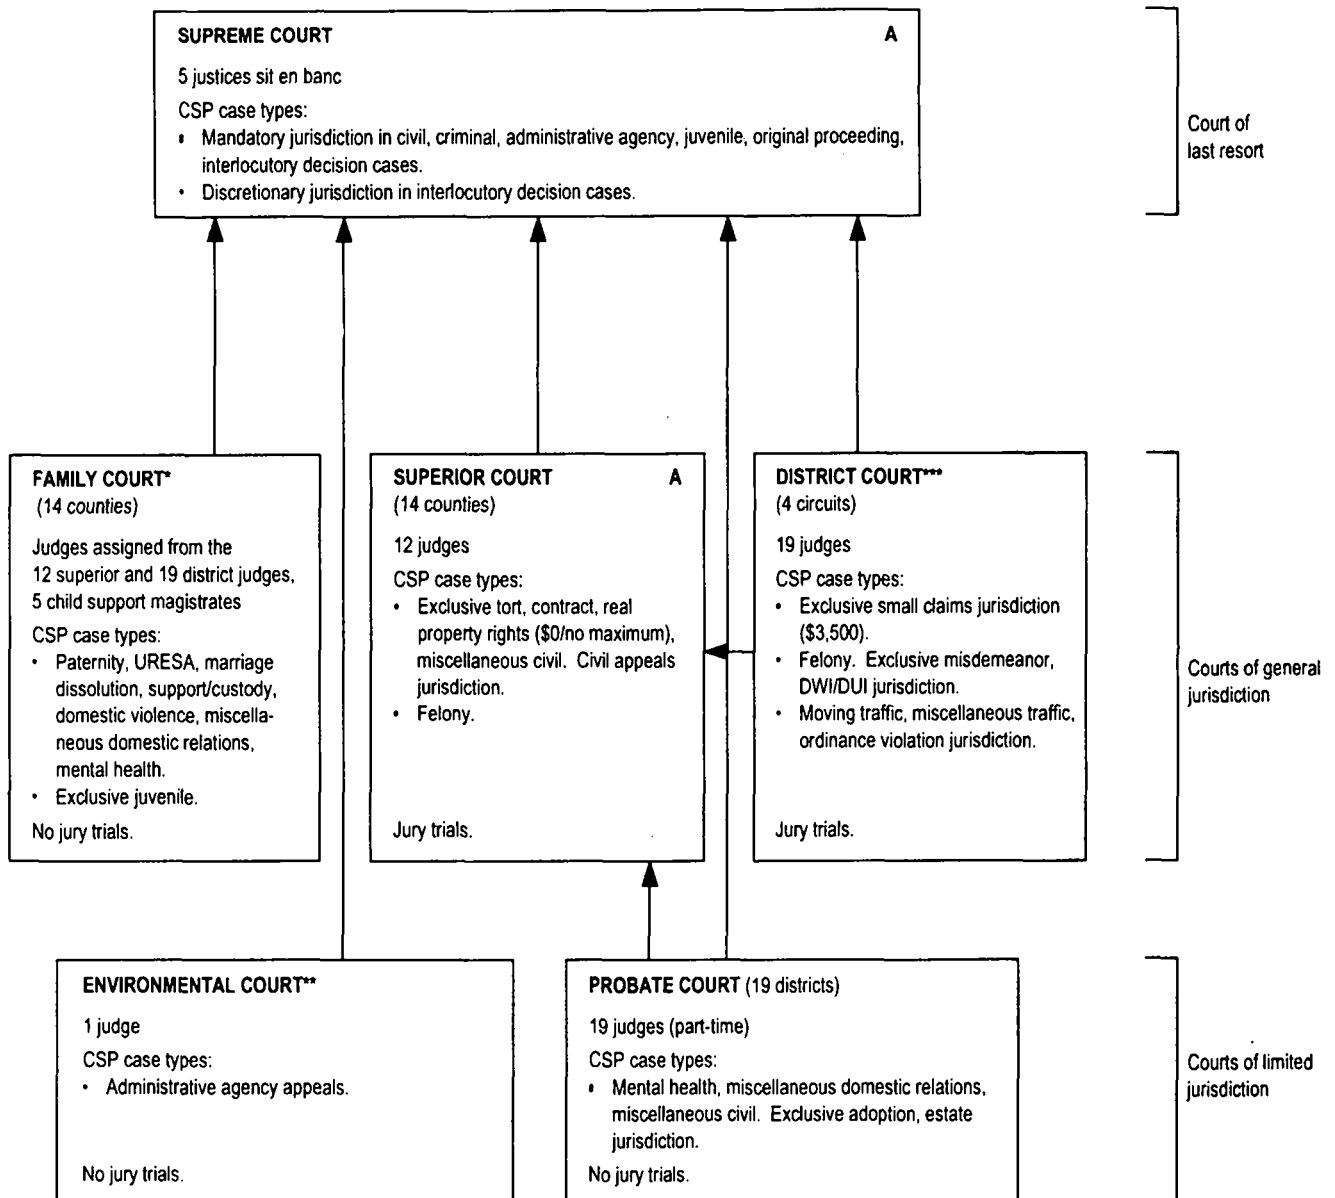 SUPREME COURT A
5 justices sit en banc
CSP case types:
• Mandatory jurisdiction in civil, criminal, administrative agency, juvenile, original proceeding,
interlocutory decision cases.
• Discretionary jurisdiction in interlocutory decision cases.
Court of
last resort
FAMILY COURT*
(14 counties)
Judges assigned from the
12 superior and 19 district judges,
5 child support magistrates
CSP case types:
• Paternity, URESA, marriage
dissolution, support/custody,
domestic violence, miscella-
neous domestic relations,
mental health.
• Exclusive juvenile.
No jury trials.
SUPERIOR COURT A
(14 counties)
12 judges
CSP case types:
• Exclusive tort, contract, real
property rights ($0/no maximum),
miscellaneous civil. Civil appeals
jurisdiction.
• Felony.
Jury trials.
DISTRICT COURT***
(4 circuits)
19 judges
CSP case types:
• Exclusive small claims jurisdiction
($3,500).
• Felony. Exclusive misdemeanor,
DWI/DUI jurisdiction.
• Moving traffic, miscellaneous traffic,
ordinance violation jurisdiction.
Jury trials.
Courts of general
jurisdiction
ENVIRONMENTAL COURT**
1 judge
CSP case types:
• Administrative agency appeals.
No jury trials.
PROBATE COURT (19 districts)
19 judges (part-time)
CSP case types:
• Mental health, miscellaneous domestic relations,
miscellaneous civil. Exclusive adoption, estate
jurisdiction.
No jury trials.
Courts of limited
jurisdiction